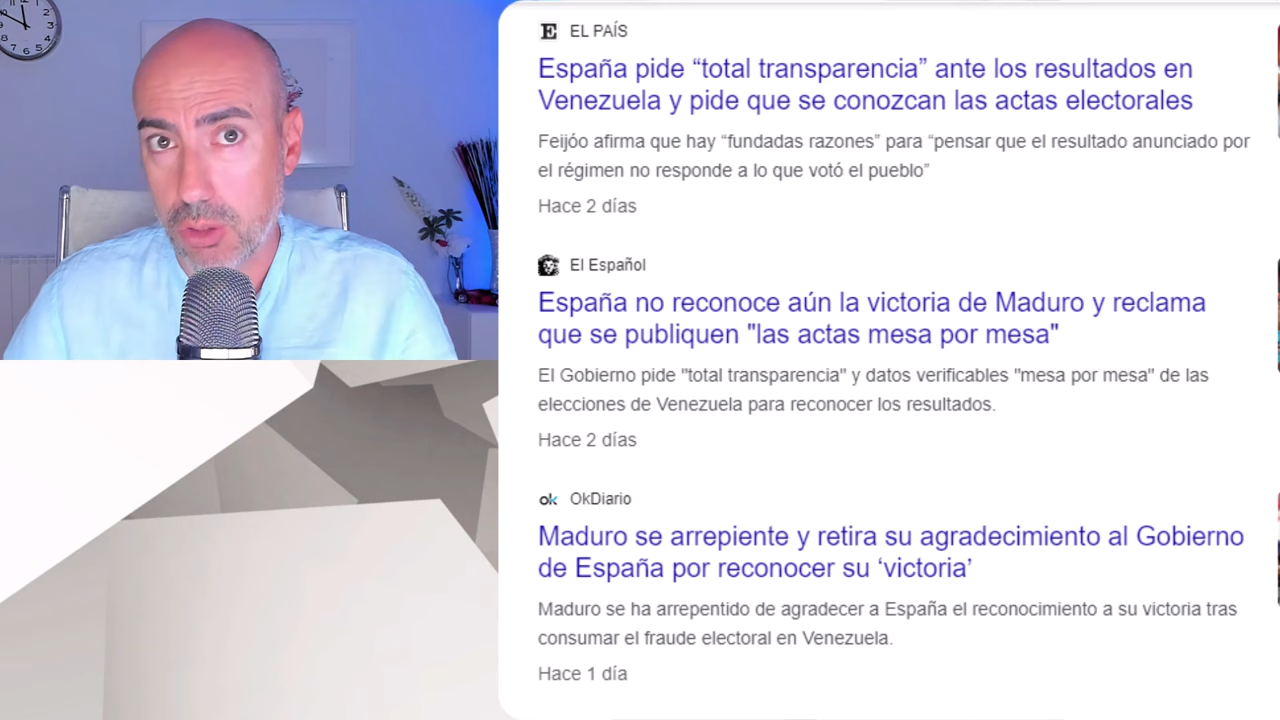 EL PAÍS
España pide “total transparencia” ante los resultados en
Venezuela y pide que se conozcan las actas electorales
Feijóo afirma que hay “fundadas razones” para “pensar que el resultado anunciado por
el régimen no responde a lo que votó el pueblo”
Hace 2 días
El Español
España no reconoce aún la victoria de Maduro y reclama
que se publiquen "las actas mesa por mesa"
El Gobierno pide "total transparencia" y datos verificables "mesa por mesa" de las
elecciones de Venezuela para reconocer los resultados.
Hace 2 días
ok OkDiario
Maduro se arrepiente y retira su agradecimiento al Gobierno
de España por reconocer su ‘victoria’
Maduro se ha arrepentido de agradecer a España el reconocimiento a su victoria tras
consumar el fraude electoral en Venezuela.
Hace 1 día